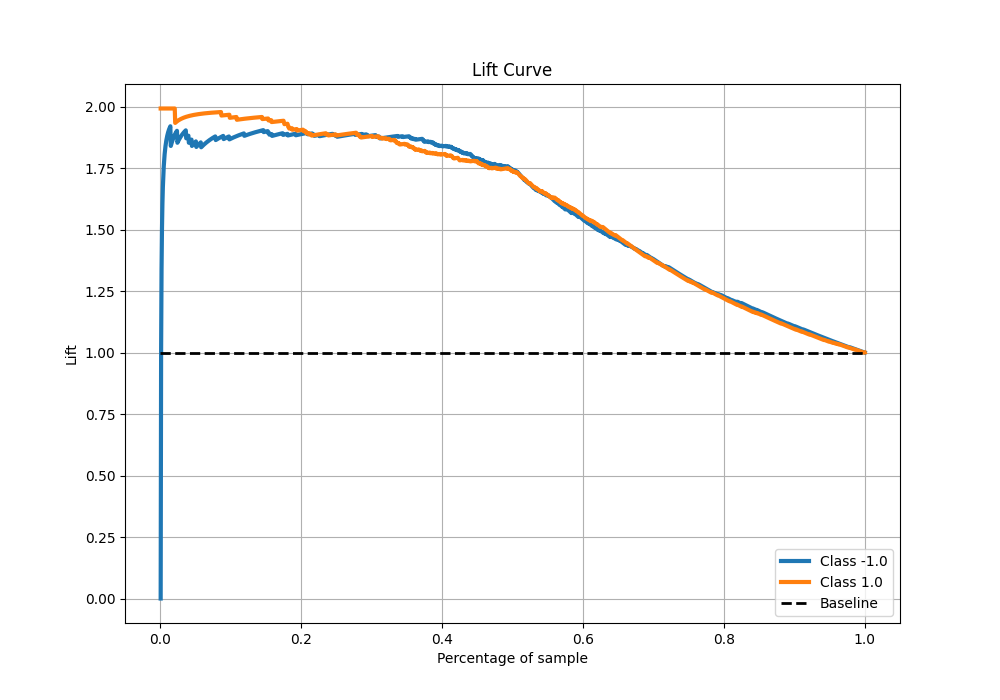 Lift Curve
Lift
2.00
1.75
1.50
1.25
1.00
0.75
0.50
0.25
0.00
0.0 0.2 0.4 0.6 0.8 1.0
Percentage of sample
Class -1.0
Class 1.0
Baseline